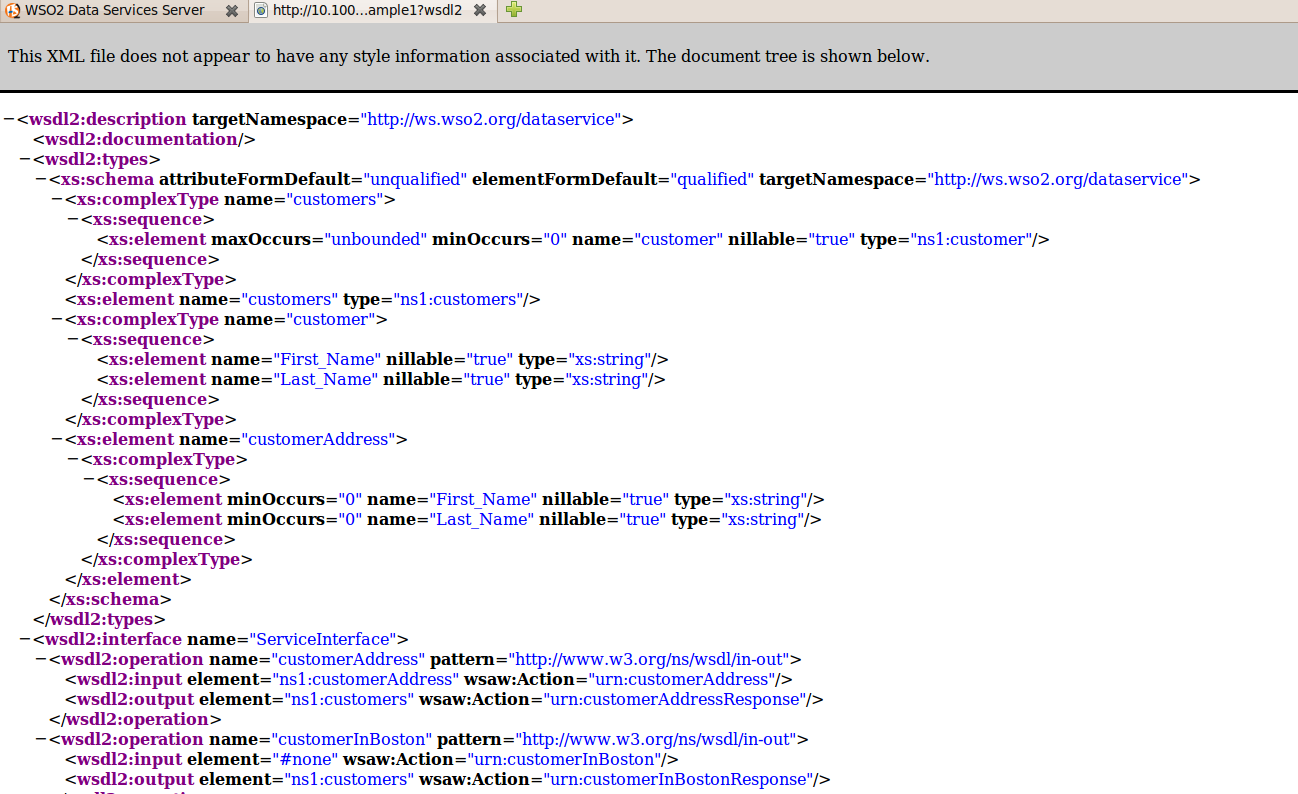 WSO2 Data Services Server http://10.100...ample1?wsdl2
This XML file does not appear to have any style information associated with it. The document tree is shown below.
−<wsdl2:description targetNamespace="http://ws.wso2.org/dataservice">
<wsdl2:documentation/>
−<wsdl2:types>
−<xs:schema attributeFormDefault="unqualified" elementFormDefault="qualified" targetNamespace="http://ws.wso2.org/dataservice">
−<xs:complexType name="customers">
−<xs:sequence>
<xs:element maxOccurs="unbounded" minOccurs="0" name="customer" nillable="true" type="ns1:customer"/>
</xs:sequence>
</xs:complexType>
<xs:element name="customers" type="ns1:customers"/>
−<xs:complexType name="customer">
−<xs:sequence>
<xs:element name="First_Name" nillable="true" type="xs:string"/>
<xs:element name="Last_Name" nillable="true" type="xs:string"/>
</xs:sequence>
</xs:complexType>
−<xs:element name="customerAddress">
−<xs:complexType>
−<xs:sequence>
<xs:element minOccurs="0" name="First_Name" nillable="true" type="xs:string"/>
<xs:element minOccurs="0" name="Last_Name" nillable="true" type="xs:string"/>
</xs:sequence>
</xs:complexType>
</xs:element>
</xs:schema>
</wsdl2:types>
−<wsdl2:interface name="ServiceInterface">
−<wsdl2:operation name="customerAddress" pattern="http://www.w3.org/ns/wsdl/in-out">
<wsdl2:input element="ns1:customerAddress" wsaw:Action="urn:customerAddress"/>
<wsdl2:output element="ns1:customers" wsaw:Action="urn:customerAddressResponse"/>
</wsdl2:operation>
−<wsdl2:operation name="customerInBoston" pattern="http://www.w3.org/ns/wsdl/in-out">
<wsdl2:input element="#none" wsaw:Action="urn:customerInBoston"/>
<wsdl2:output element="ns1:customers" wsaw:Action="urn:customerInBostonResponse"/>